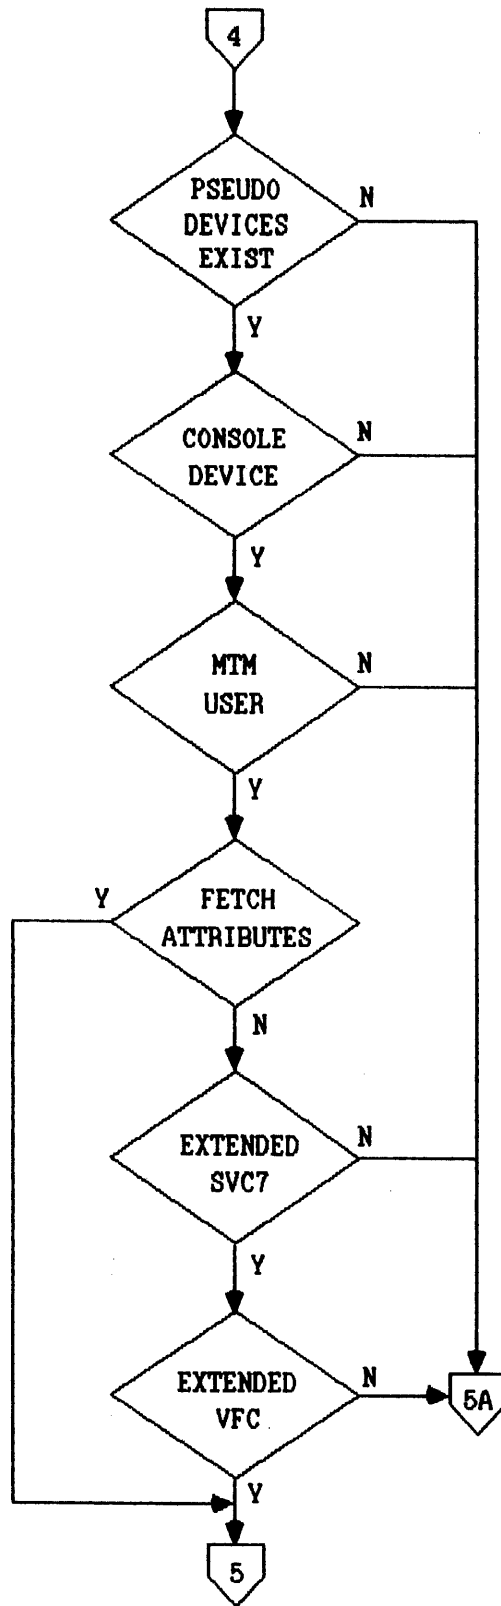 4
PSEUDO
DEVICES
EXIST
N
Y
CONSOLE
DEVICE
N
Y
MTM
USER
N
Y
FETCH
ATTRIBUTES
Y
N
EXTENDED
SVC7
N
Y
EXTENDED
VFC
N
5A
Y
5